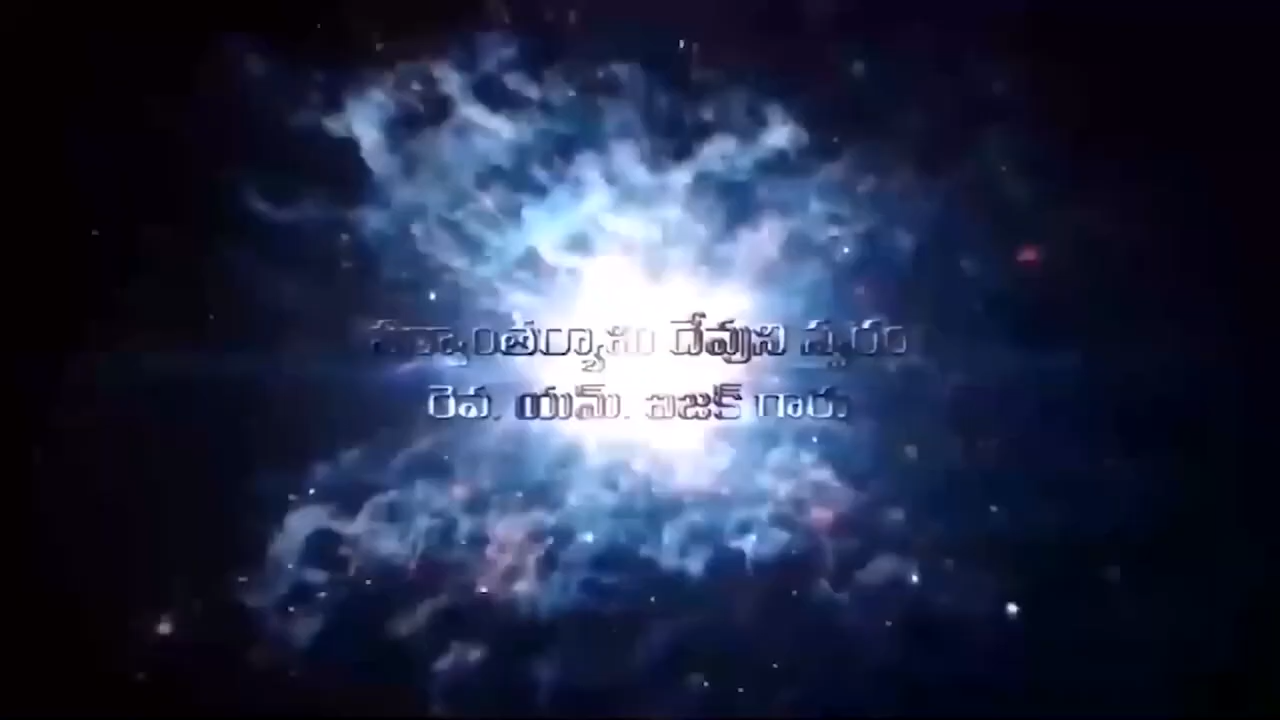 సర్వాంతర్యామి దేవుని స్వరం
రెవ. యమ్. ఐజక్ గారు